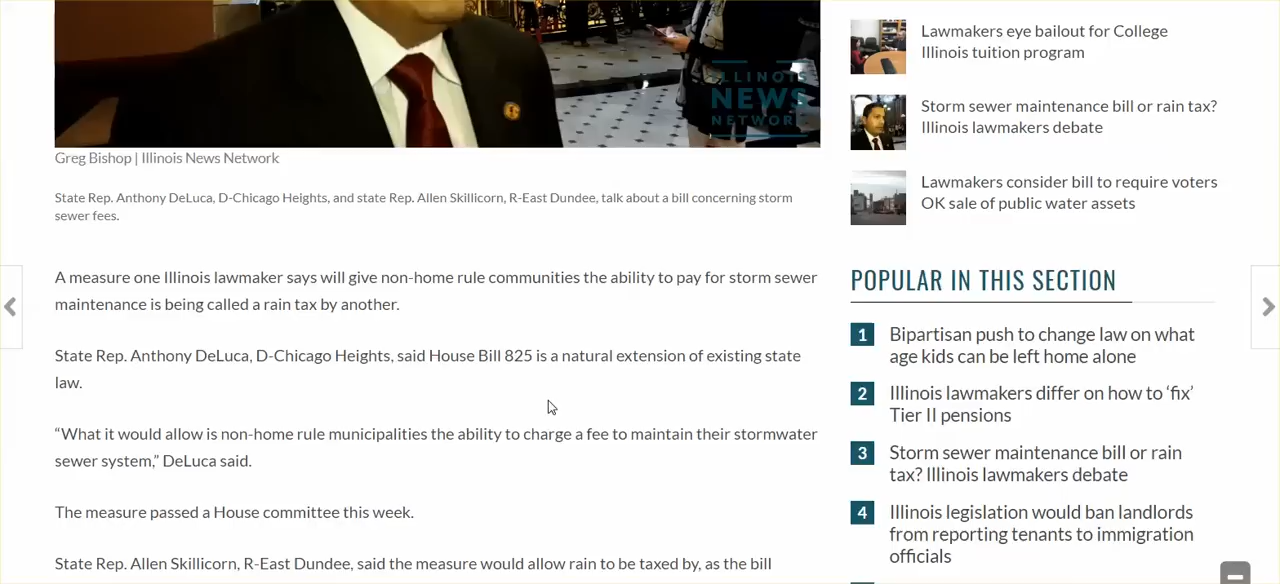 ILLINOIS
NEWS
NETWORK
Greg Bishop | Illinois News Network
State Rep. Anthony DeLuca, D-Chicago Heights, and state Rep. Allen Skillicorn, R-East Dundee, talk about a bill concerning storm
sewer fees.
A measure one Illinois lawmaker says will give non-home rule communities the ability to pay for storm sewer
maintenance is being called a rain tax by another.
State Rep. Anthony DeLuca, D-Chicago Heights, said House Bill 825 is a natural extension of existing state
law.
“What it would allow is non-home rule municipalities the ability to charge a fee to maintain their stormwater
sewer system,” DeLuca said.
The measure passed a House committee this week.
State Rep. Allen Skillicorn, R-East Dundee, said the measure would allow rain to be taxed by, as the bill
Lawmakers eye bailout for College
Illinois tuition program
Storm sewer maintenance bill or rain tax?
Illinois lawmakers debate
Lawmakers consider bill to require voters
OK sale of public water assets
POPULAR IN THIS SECTION
1 Bipartisan push to change law on what
age kids can be left home alone
2 Illinois lawmakers differ on how to ‘fix’
Tier II pensions
3 Storm sewer maintenance bill or rain
tax? Illinois lawmakers debate
4 Illinois legislation would ban landlords
from reporting tenants to immigration
officials